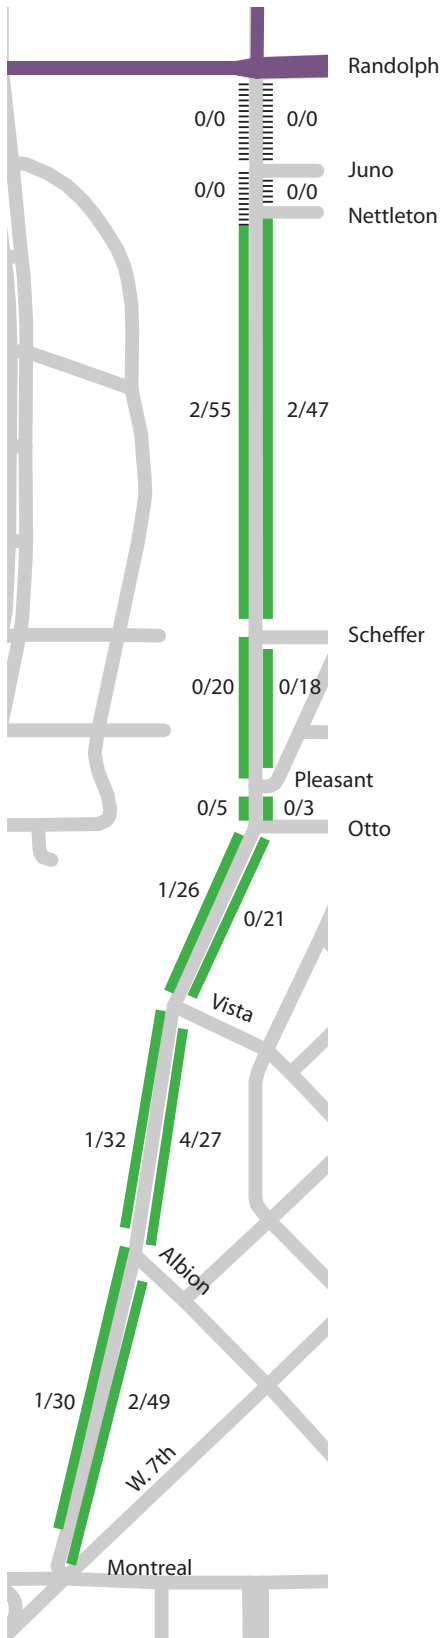 Randolph
0/0 0/0
Juno
0/0 0/0
Nettleton
2/55 2/47
Scheffer
0/20 0/18
Pleasant
0/5 0/3
Otto
1/26
0/21
Vista
1/32 4/27
Albion
1/30 2/49
W. 7th
Montreal